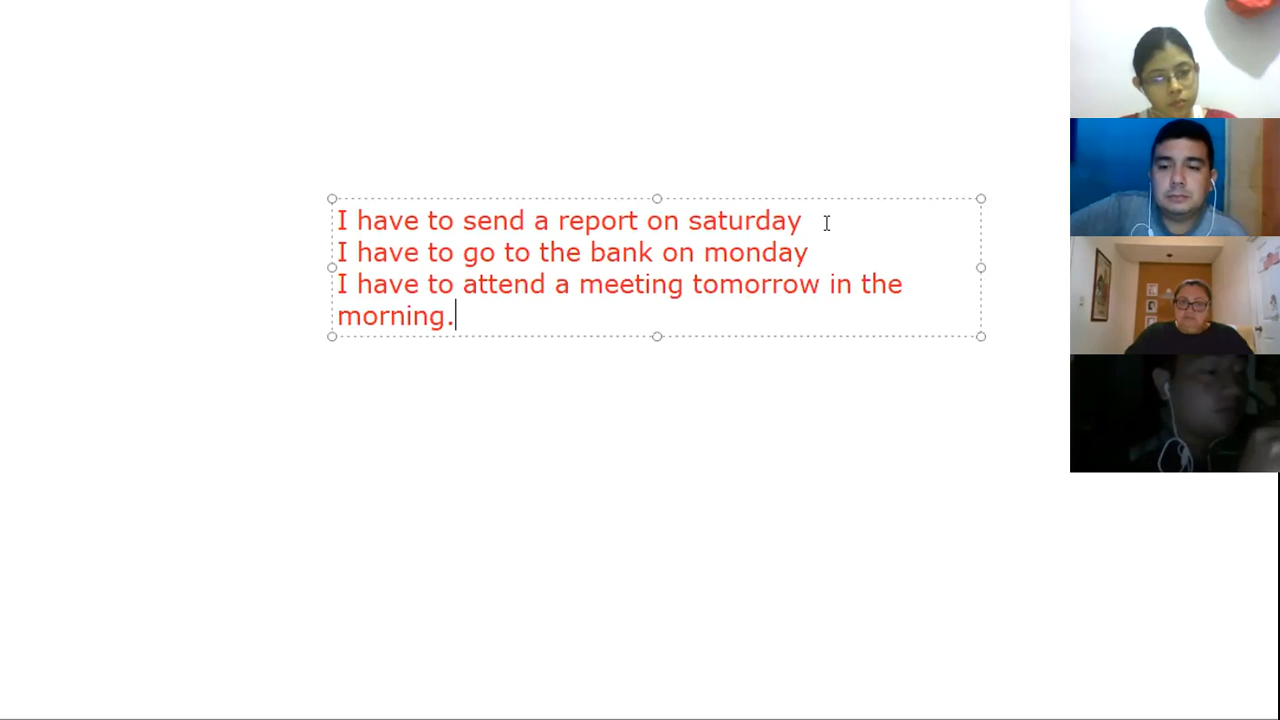 I have to send a report on saturday
I have to go to the bank on monday
I have to attend a meeting tomorrow in the
morning.